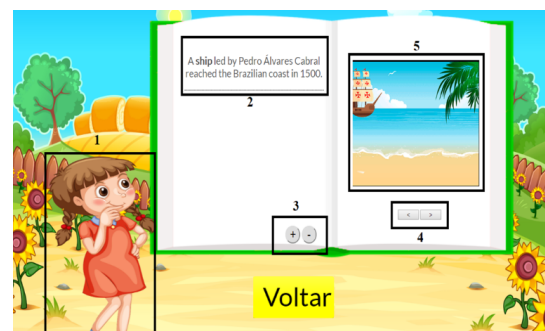 5
A ship led by Pedro Álvares Cabral
reached the Brazilian coast in 1500.
2
1
3
+ -
< >
4
Voltar